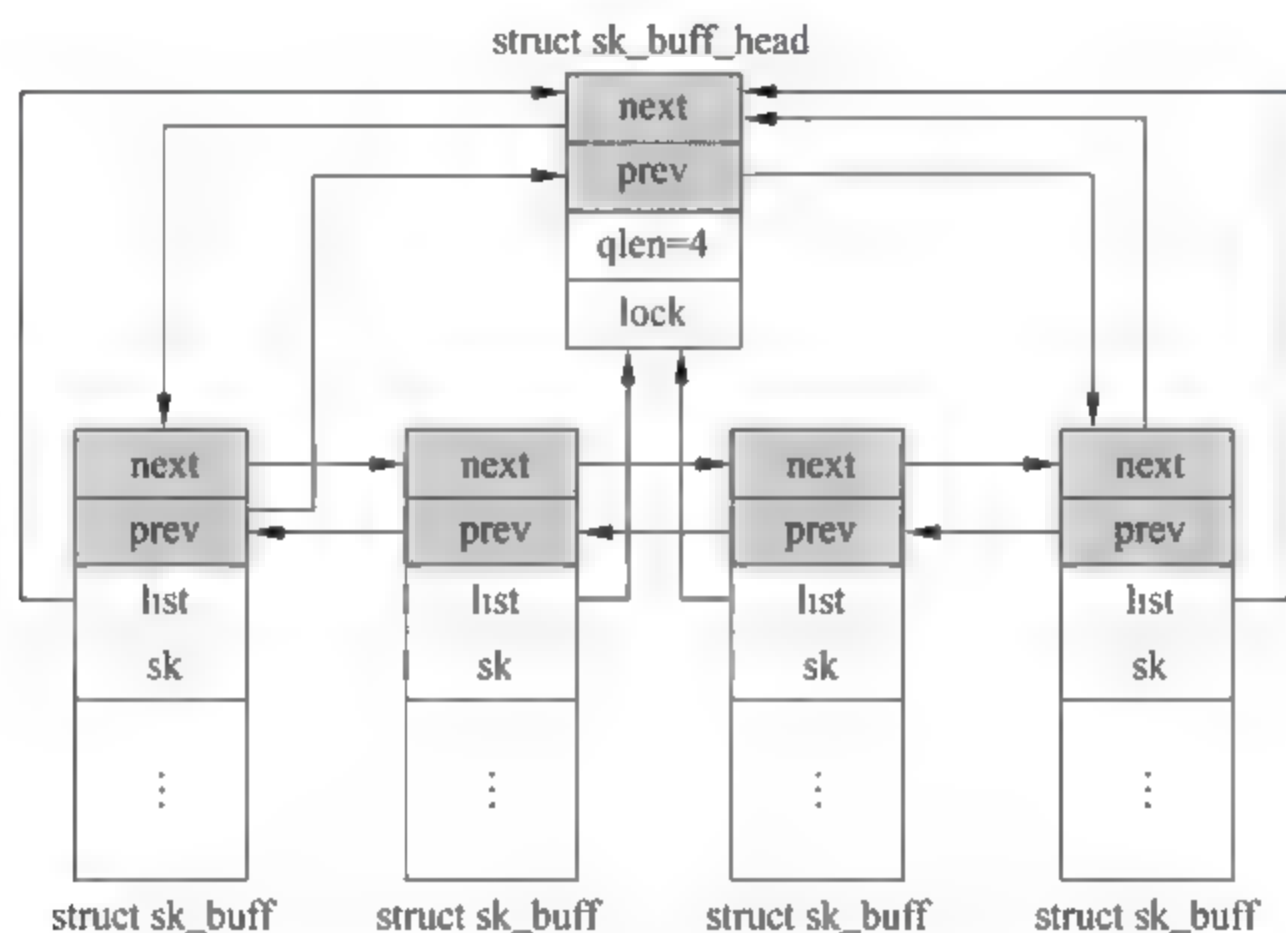 struct sk_buff_head
next
prev
qlen=4
lock
next next next next
prev prev prev prev
list list list list
sk sk sk sk
⋮ ⋮ ⋮ ⋮
struct sk_buff struct sk_buff struct sk_buff struct sk_buff